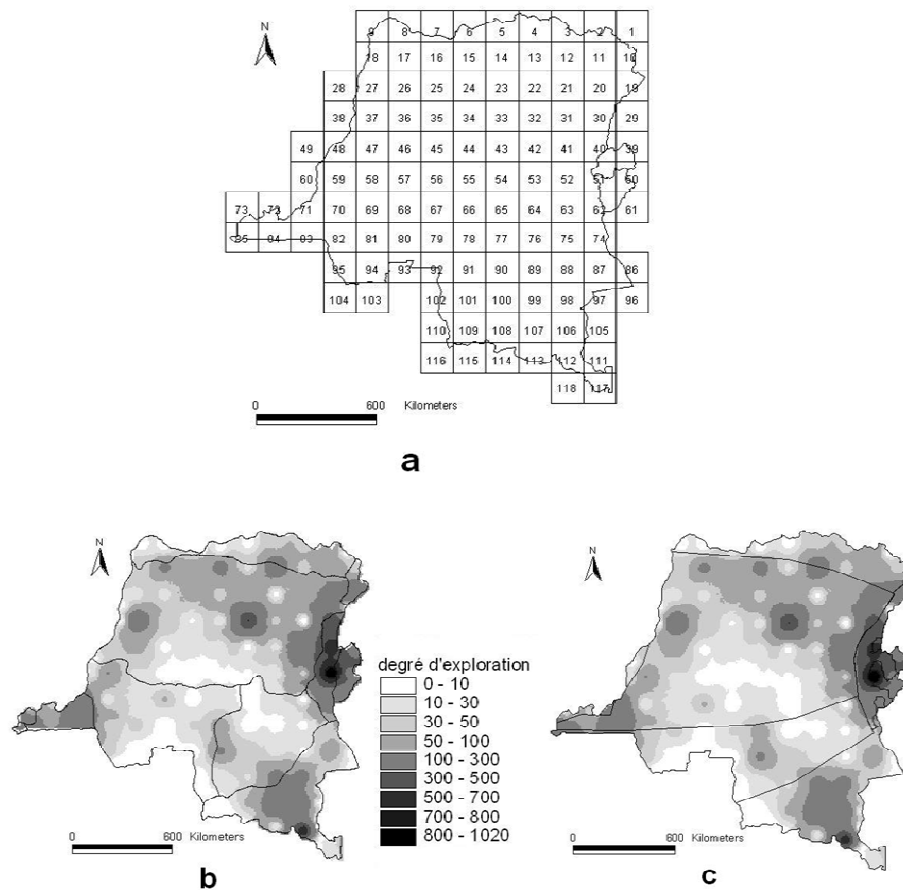 N
9 8 7 6 5 4 3 2 1
18 17 16 15 14 13 12 11 10
28 27 26 25 24 23 22 21 20 19
38 37 36 35 34 33 32 31 30 29
49 48 47 46 45 44 43 42 41 40 39
60 59 58 57 56 55 54 53 52 51 50
73 72 71 70 69 68 67 66 65 64 63 62 61
85 84 83 82 81 80 79 78 77 76 75 74
95 94 93 92 91 90 89 88 87 86
104 103 102 101 100 99 98 97 96
110 109 108 107 106 105
116 115 114 113 112 111
118 117
0 600 Kilometers
a
N
N
degré d'exploration
0 - 10
10 - 30
30 - 50
50 - 100
100 - 300
300 - 500
500 - 700
700 - 800
800 - 1020
0 600 Kilometers
0 600 Kilometers
b
c